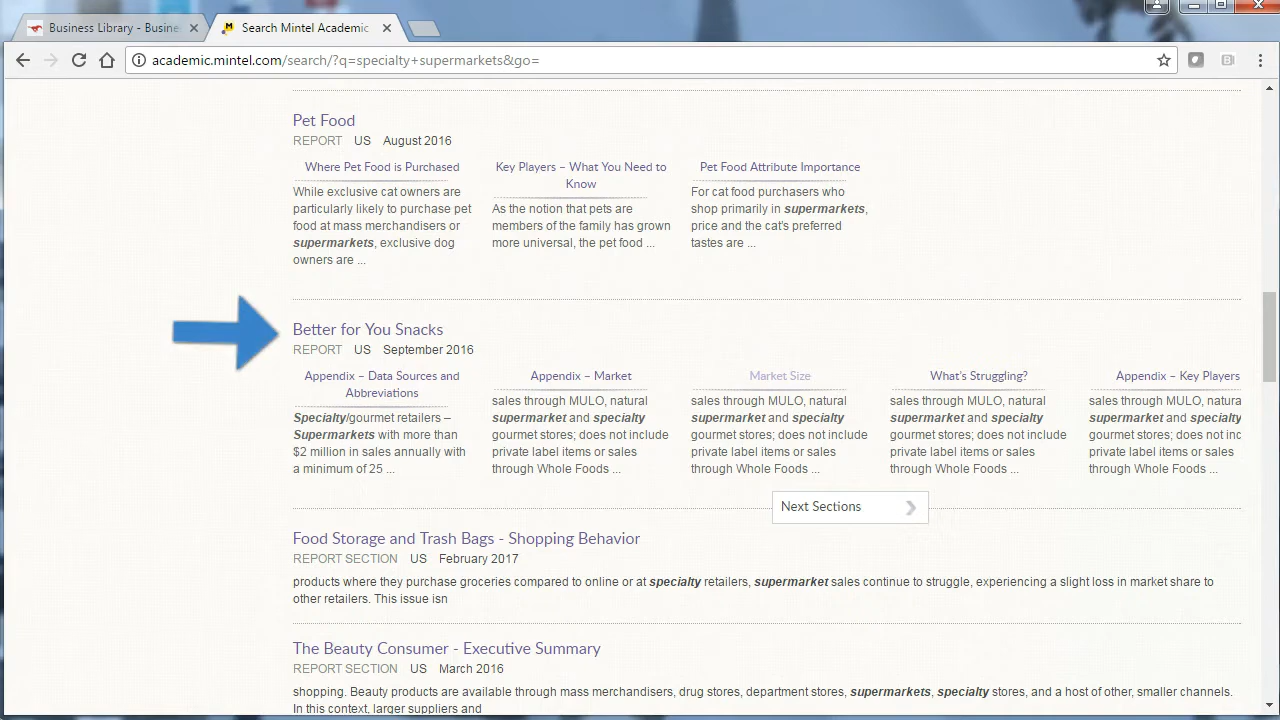 Business Library - Busine
Search Mintel Academic
academic.mintel.com/search/?q=specialty+supermarkets&go=
Pet Food
REPORT US August 2016
Where Pet Food is Purchased
While exclusive cat owners are
particularly likely to purchase pet
food at mass merchandisers or
supermarkets, exclusive dog
owners are ...
Key Players – What You Need to
Know
As the notion that pets are
members of the family has grown
more universal, the pet food ...
Pet Food Attribute Importance
For cat food purchasers who
shop primarily in supermarkets,
price and the cat's preferred
tastes are ...
Better for You Snacks
REPORT US September 2016
Appendix – Data Sources and
Abbreviations
Specialty/gourmet retailers –
Supermarkets with more than
$2 million in sales annually with
a minimum of 25 ...
Appendix – Market
sales through MULO, natural
supermarket and specialty
gourmet stores; does not include
private label items or sales
through Whole Foods ...
Market Size
sales through MULO, natural
supermarket and specialty
gourmet stores; does not include
private label items or sales
through Whole Foods ...
What's Struggling?
sales through MULO, natural
supermarket and specialty
gourmet stores; does not include
private label items or sales
through Whole Foods ...
Appendix – Key Players
sales through MULO, natura
supermarket and specialty
gourmet stores; does not inc
private label items or sales
through Whole Foods ...
Next Sections
Food Storage and Trash Bags - Shopping Behavior
REPORT SECTION US February 2017
products where they purchase groceries compared to online or at specialty retailers, supermarket sales continue to struggle, experiencing a slight loss in market share to
other retailers. This issue isn
The Beauty Consumer - Executive Summary
REPORT SECTION US March 2016
shopping. Beauty products are available through mass merchandisers, drug stores, department stores, supermarkets, specialty stores, and a host of other, smaller channels.
In this context, larger suppliers and